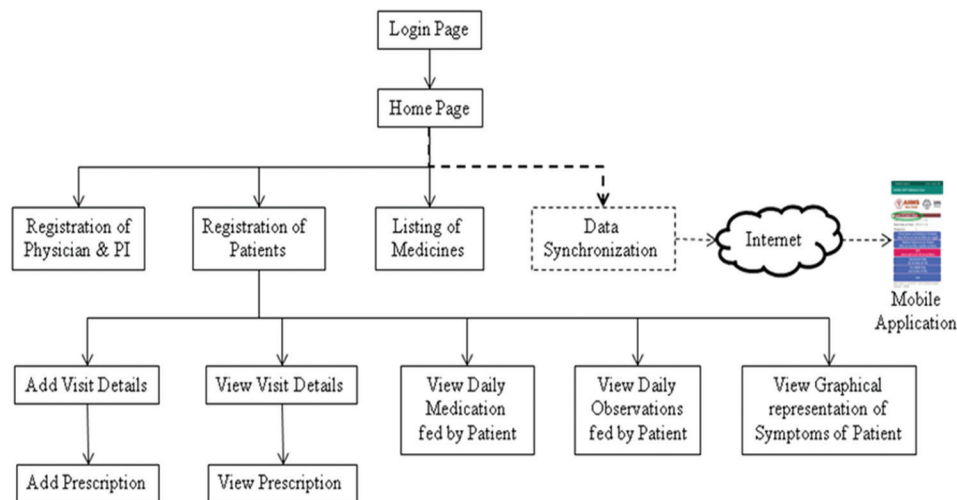 Login Page
Home Page
Registration of
Physician & PI
Registration of
Patients
Listing of
Medicines
Data
Synchronization
Internet
AIIMS
Mobile
Application
Add Visit Details
View Visit Details
View Daily
Medication
fed by Patient
View Daily
Observations
fed by Patient
View Graphical
representation of
Symptoms of Patient
Add Prescription
View Prescription